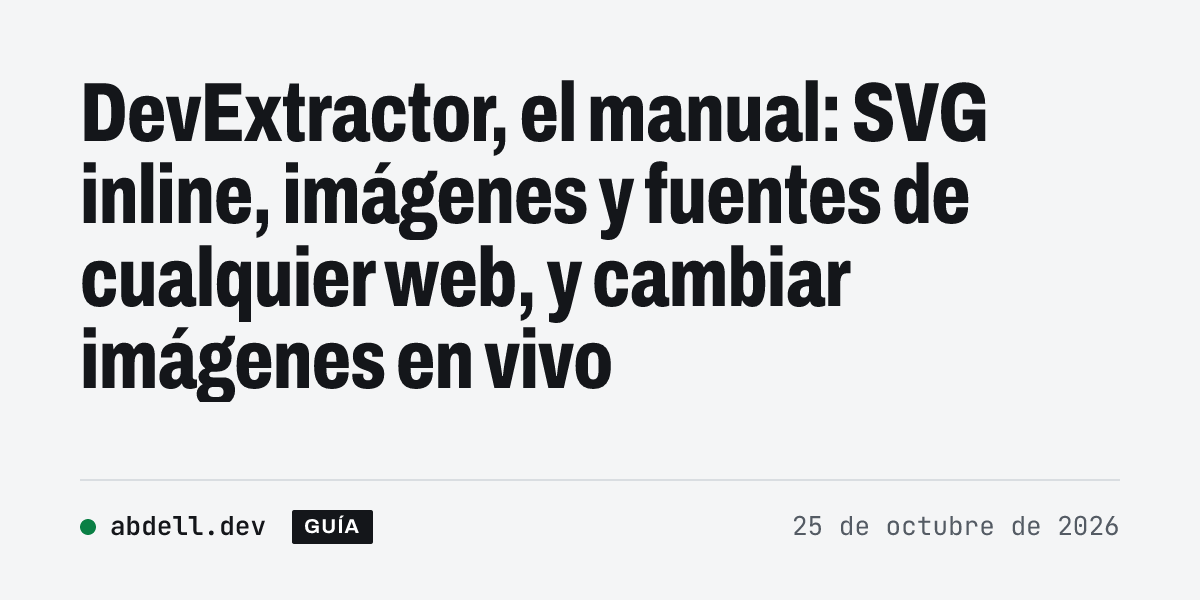 DevExtractor, el manual: SVG
inline, imágenes y fuentes de
cualquier web, y cambiar
imágenes en vivo
abdell.dev GUÍA 25 de octubre de 2026